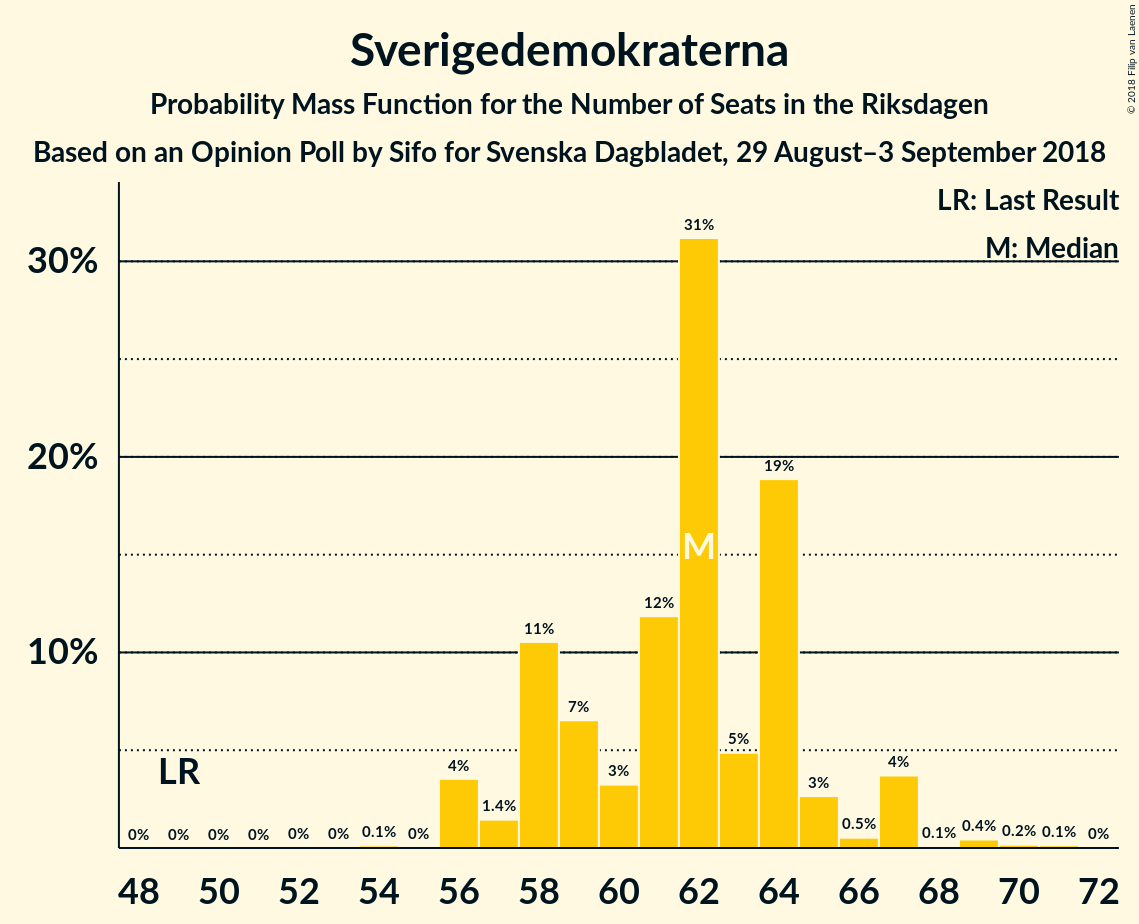 Sverigedemokraterna
Probability Mass Function for the Number of Seats in the Riksdagen
Based on an Opinion Poll by Sifo for Svenska Dagbladet, 29 August–3 September 2018
© 2018 Filip van Laenen
LR: Last Result
M: Median
30%
20%
10%
0% 0% 0% 0% 0% 0% 0.1% 0% 4% 1.4% 11% 7% 3% 12% 31% 5% 19% 3% 0.5% 4% 0.1% 0.4% 0.2% 0.1% 0%
LR
M
48 50 52 54 56 58 60 62 64 66 68 70 72